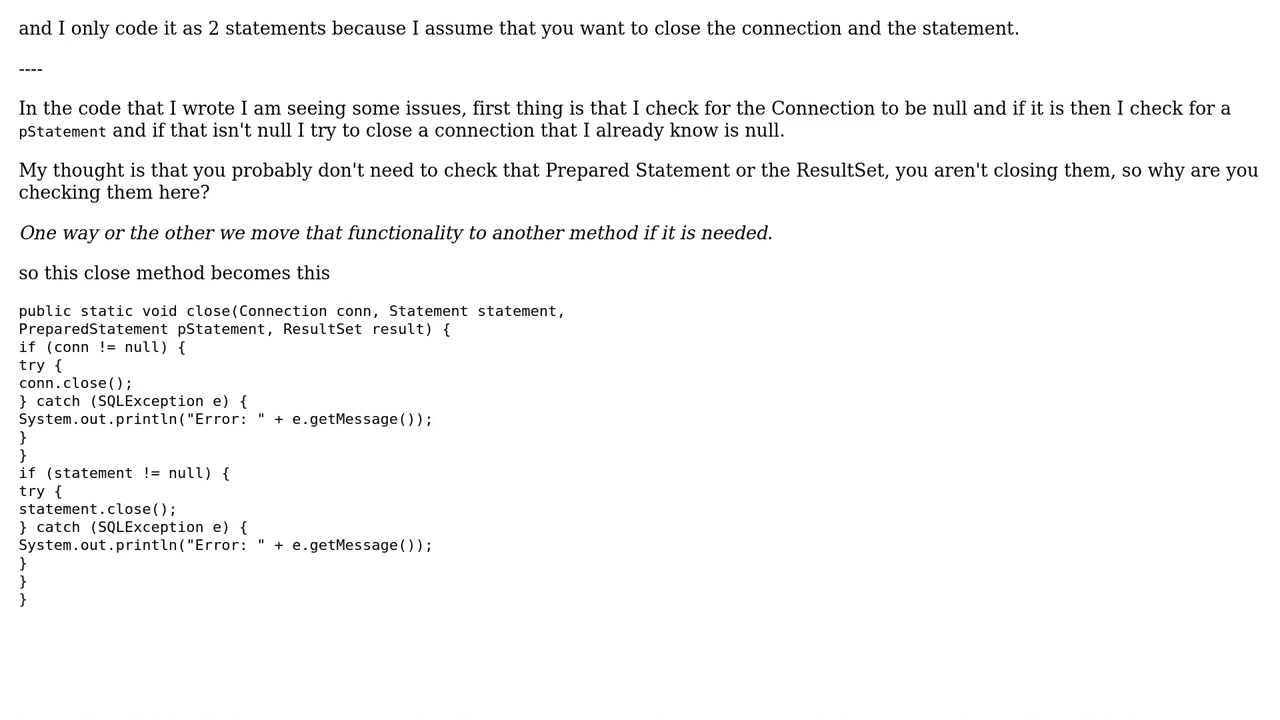 and I only code it as 2 statements because I assume that you want to close the connection and the statement.
----
In the code that I wrote I am seeing some issues, first thing is that I check for the Connection to be null and if it is then I check for a
pStatement and if that isn't null I try to close a connection that I already know is null.
My thought is that you probably don't need to check that Prepared Statement or the ResultSet, you aren't closing them, so why are you
checking them here?
One way or the other we move that functionality to another method if it is needed.
so this close method becomes this
public static void close(Connection conn, Statement statement,
PreparedStatement pStatement, ResultSet result) {
if (conn != null) {
try {
conn.close();
} catch (SQLException e) {
System.out.println("Error: " + e.getMessage());
}
}
if (statement != null) {
try {
statement.close();
} catch (SQLException e) {
System.out.println("Error: " + e.getMessage());
}
}
}